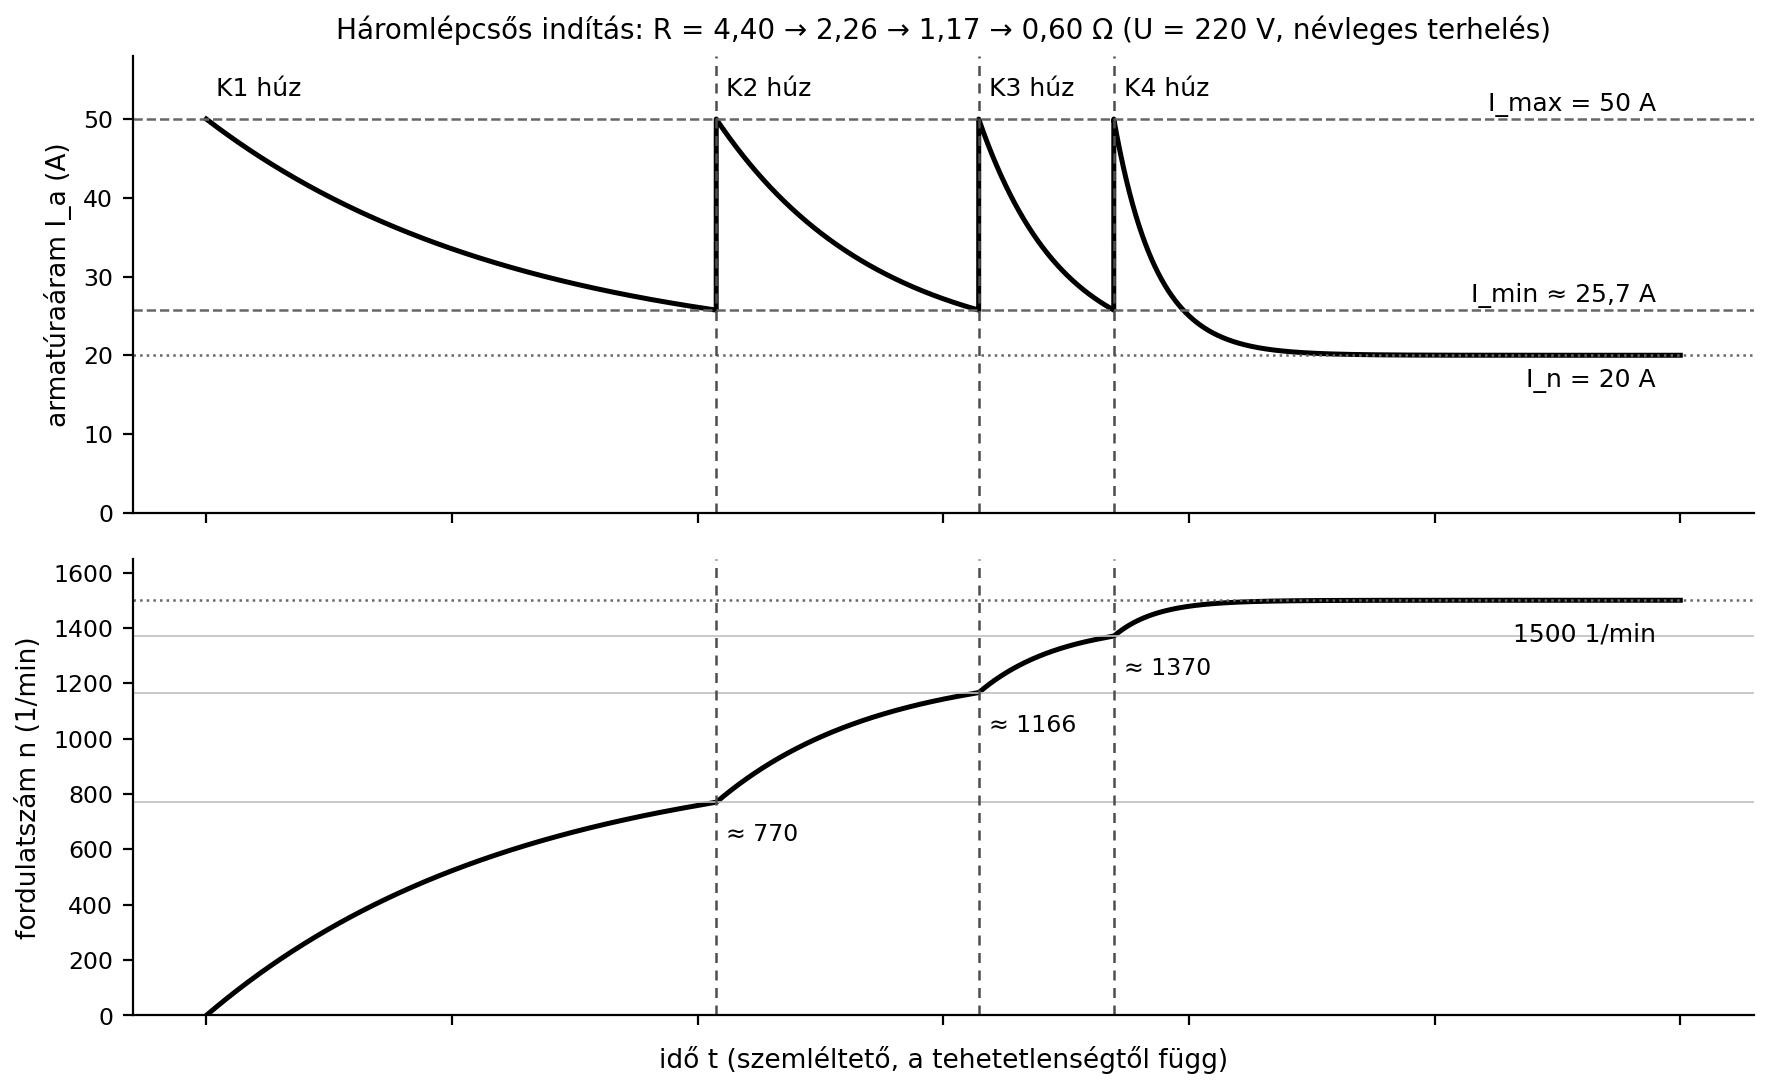 Háromlépcsős indítás: R = 4,40 → 2,26 → 1,17 → 0,60 Ω (U = 220 V, névleges terhelés)
K1 húz
K2 húz
K3 húz
K4 húz
I_max = 50 A
I_min ≈ 25,7 A
I_n = 20 A
armatúraáram I_a (A)
50
40
30
20
10
0
1600
1400
1200
1000
800
600
400
200
0
fordulatszám n (1/min)
1500 1/min
≈ 1370
≈ 1166
≈ 770
idő t (szemléltető, a tehetetlenségtől függ)